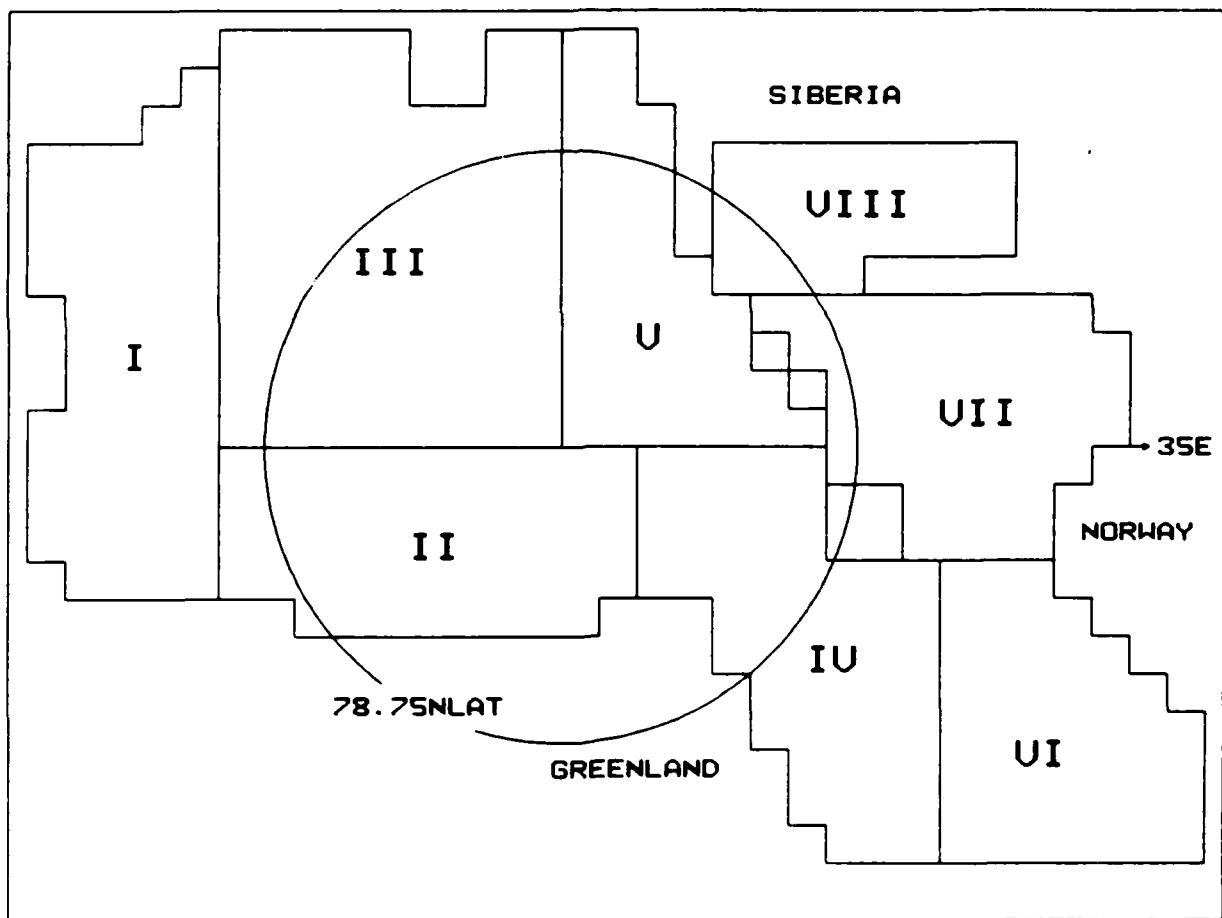 SIBERIA
VIII
III
V
I
VII
35E
NORWAY
II
IV
78.75NLAT
VI
GREENLAND